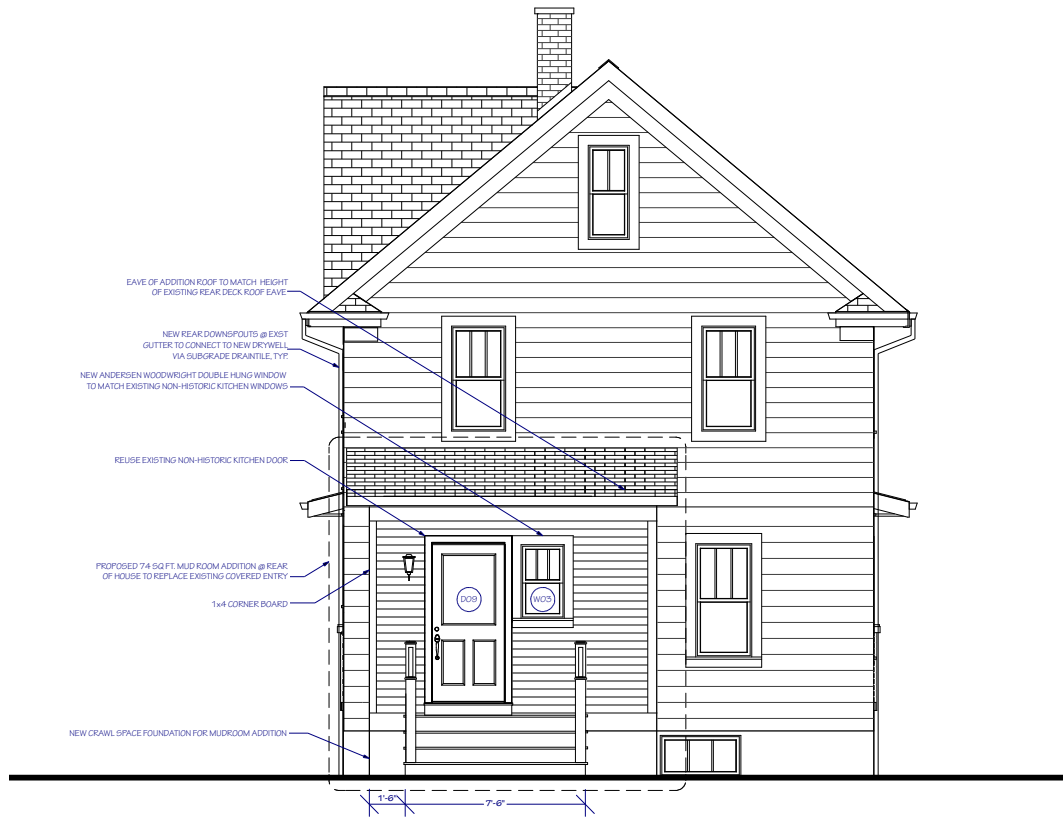 EAVE OF ADDITION ROOF TO MATCH HEIGHT
OF EXISTING REAR DECK ROOF EAVE
NEW REAR DOWNSPOUTS @ EXST
GUTTER TO CONNECT TO NEW DRYWELL
VIA SUBGRADE DRAINTILE, TYP.
NEW ANDERSEN WOODWRIGHT DOUBLE HUNG WINDOW
TO MATCH EXISTING NON-HISTORIC KITCHEN WINDOWS
REUSE EXISTING NON-HISTORIC KITCHEN DOOR
PROPOSED 74 SQ FT. MUD ROOM ADDITION @ REAR
OF HOUSE TO REPLACE EXISTING COVERED ENTRY
D09
W03
1x4 CORNER BOARD
NEW CRAWL SPACE FOUNDATION FOR MUDROOM ADDITION
1'-6"
7'-6"